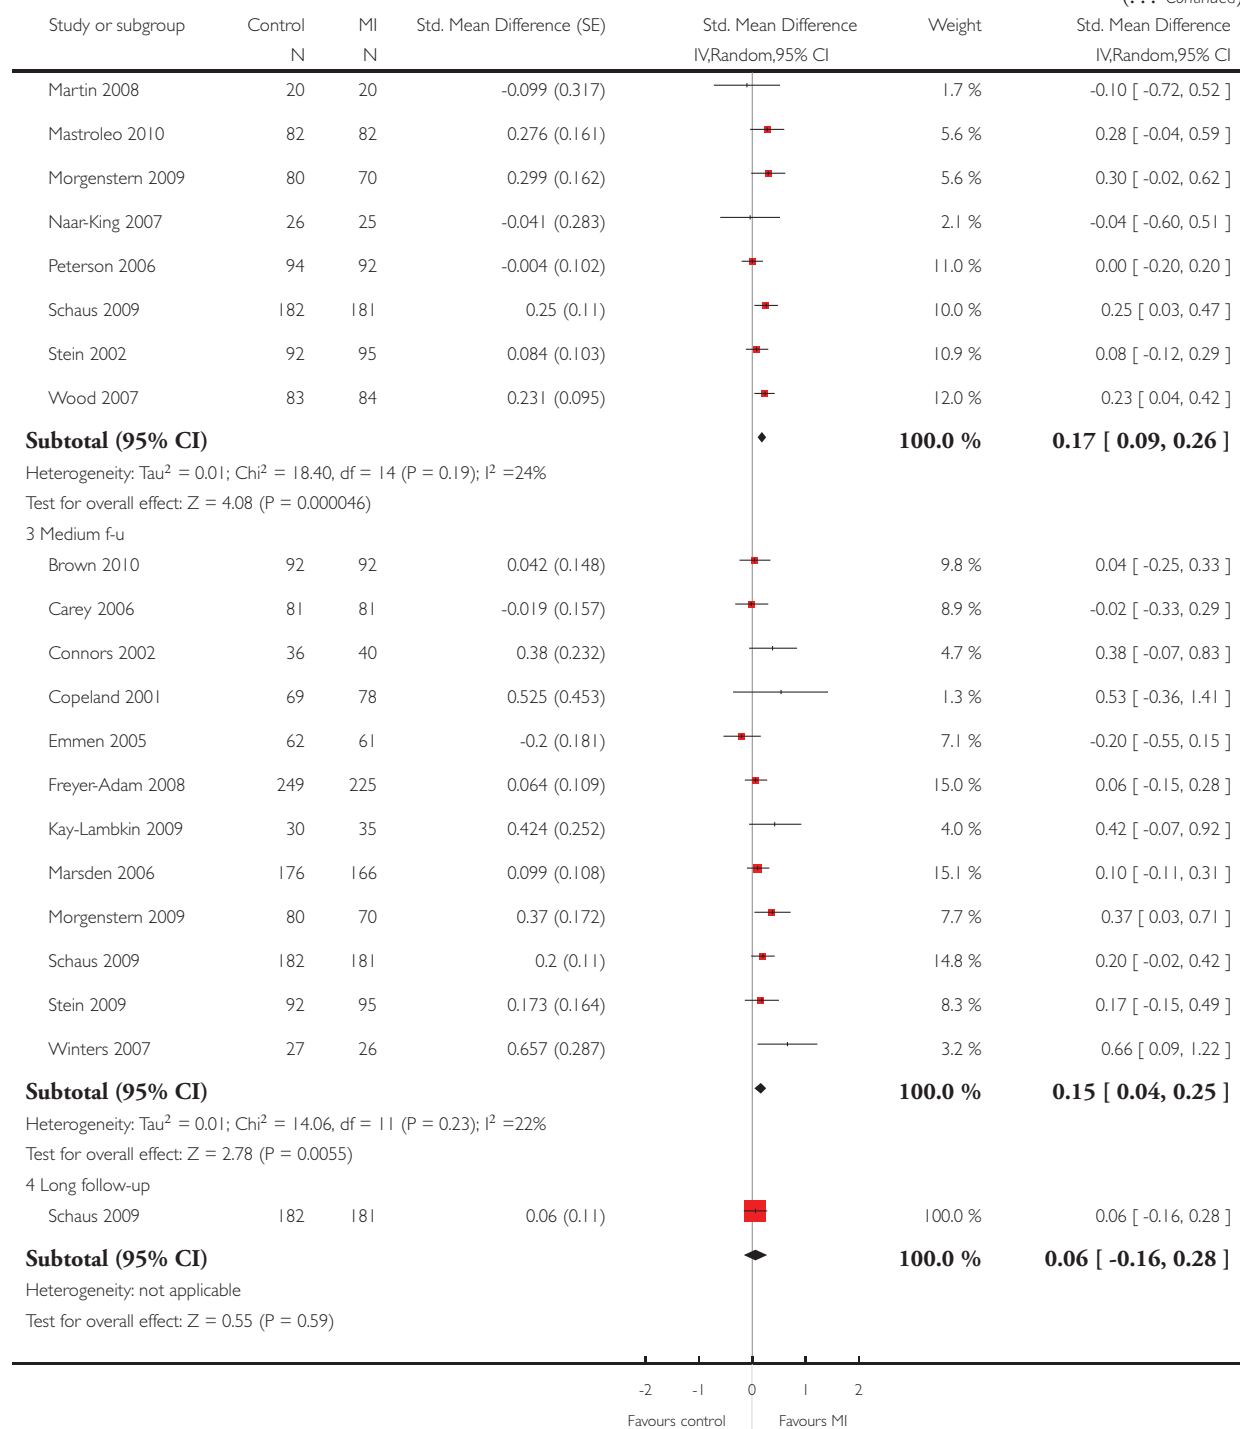 (. . . Continued)
Study or subgroup Control MI Std. Mean Difference (SE) Std. Mean Difference Weight Std. Mean Difference
N N IV,Random,95% CI IV,Random,95% CI
Martin 2008 20 20 -0.099 (0.317) 1.7 % -0.10 [ -0.72, 0.52 ]
Mastroleo 2010 82 82 0.276 (0.161) 5.6 % 0.28 [ -0.04, 0.59 ]
Morgenstern 2009 80 70 0.299 (0.162) 5.6 % 0.30 [ -0.02, 0.62 ]
Naar-King 2007 26 25 -0.041 (0.283) 2.1 % -0.04 [ -0.60, 0.51 ]
Peterson 2006 94 92 -0.004 (0.102) 11.0 % 0.00 [ -0.20, 0.20 ]
Schaus 2009 182 181 0.25 (0.11) 10.0 % 0.25 [ 0.03, 0.47 ]
Stein 2002 92 95 0.084 (0.103) 10.9 % 0.08 [ -0.12, 0.29 ]
Wood 2007 83 84 0.231 (0.095) 12.0 % 0.23 [ 0.04, 0.42 ]
Subtotal (95% CI) 100.0 % 0.17 [ 0.09, 0.26 ]
Heterogeneity: Tau² = 0.01; Chi² = 18.40, df = 14 (P = 0.19); I² =24%
Test for overall effect: Z = 4.08 (P = 0.000046)
3 Medium f-u
Brown 2010 92 92 0.042 (0.148) 9.8 % 0.04 [ -0.25, 0.33 ]
Carey 2006 81 81 -0.019 (0.157) 8.9 % -0.02 [ -0.33, 0.29 ]
Connors 2002 36 40 0.38 (0.232) 4.7 % 0.38 [ -0.07, 0.83 ]
Copeland 2001 69 78 0.525 (0.453) 1.3 % 0.53 [ -0.36, 1.41 ]
Emmen 2005 62 61 -0.2 (0.181) 7.1 % -0.20 [ -0.55, 0.15 ]
Freyer-Adam 2008 249 225 0.064 (0.109) 15.0 % 0.06 [ -0.15, 0.28 ]
Kay-Lambkin 2009 30 35 0.424 (0.252) 4.0 % 0.42 [ -0.07, 0.92 ]
Marsden 2006 176 166 0.099 (0.108) 15.1 % 0.10 [ -0.11, 0.31 ]
Morgenstern 2009 80 70 0.37 (0.172) 7.7 % 0.37 [ 0.03, 0.71 ]
Schaus 2009 182 181 0.2 (0.11) 14.8 % 0.20 [ -0.02, 0.42 ]
Stein 2009 92 95 0.173 (0.164) 8.3 % 0.17 [ -0.15, 0.49 ]
Winters 2007 27 26 0.657 (0.287) 3.2 % 0.66 [ 0.09, 1.22 ]
Subtotal (95% CI) 100.0 % 0.15 [ 0.04, 0.25 ]
Heterogeneity: Tau² = 0.01; Chi² = 14.06, df = 11 (P = 0.23); I² =22%
Test for overall effect: Z = 2.78 (P = 0.0055)
4 Long follow-up
Schaus 2009 182 181 0.06 (0.11) 100.0 % 0.06 [ -0.16, 0.28 ]
Subtotal (95% CI) 100.0 % 0.06 [ -0.16, 0.28 ]
Heterogeneity: not applicable
Test for overall effect: Z = 0.55 (P = 0.59)
-2 -1 0 1 2
Favours control Favours MI